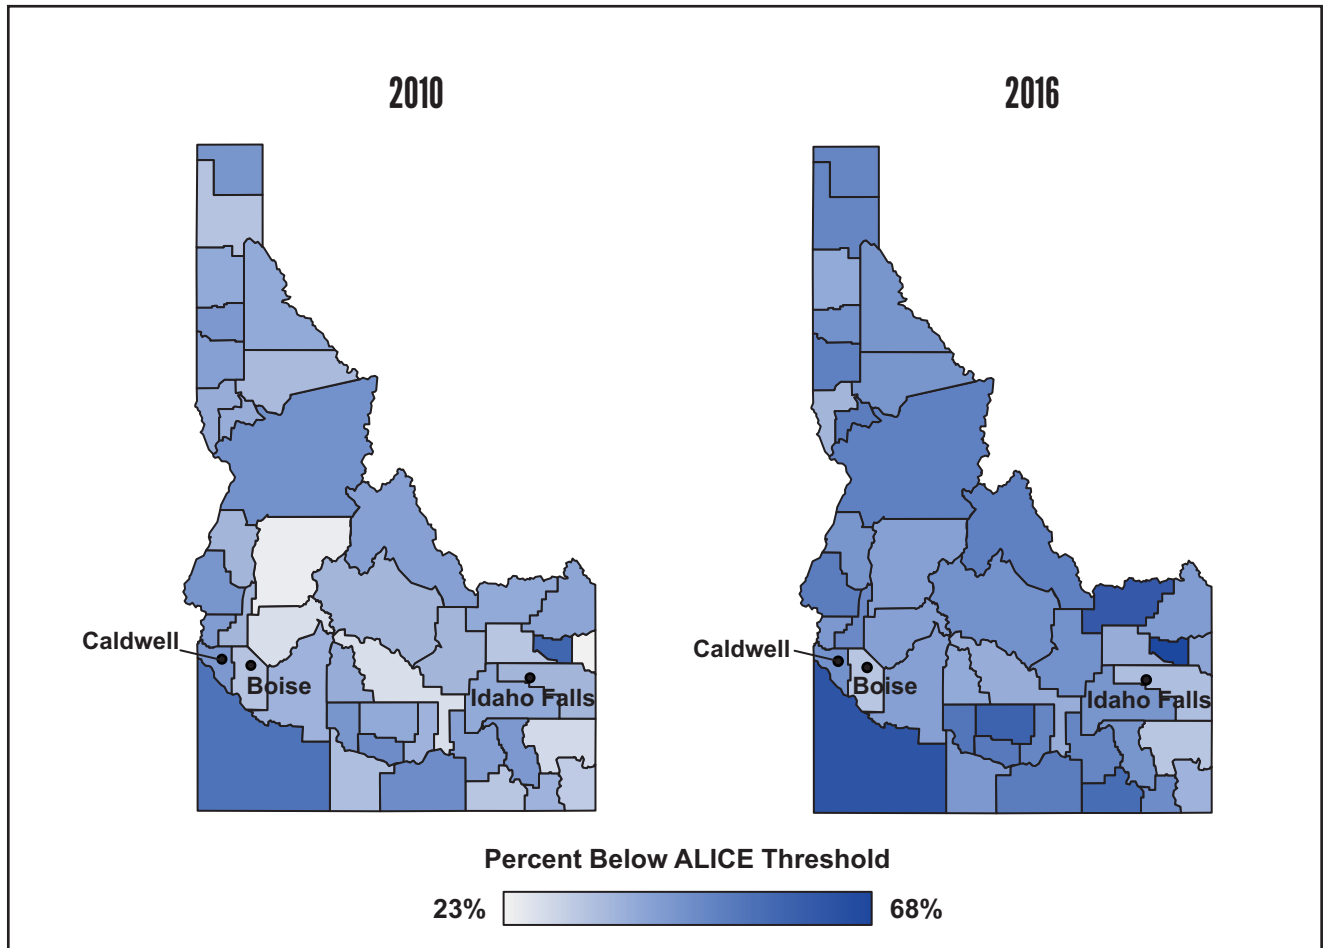 2010
2016
Caldwell
Boise
Idaho Falls
Caldwell
Boise
Idaho Falls
Percent Below ALICE Threshold
23%
68%